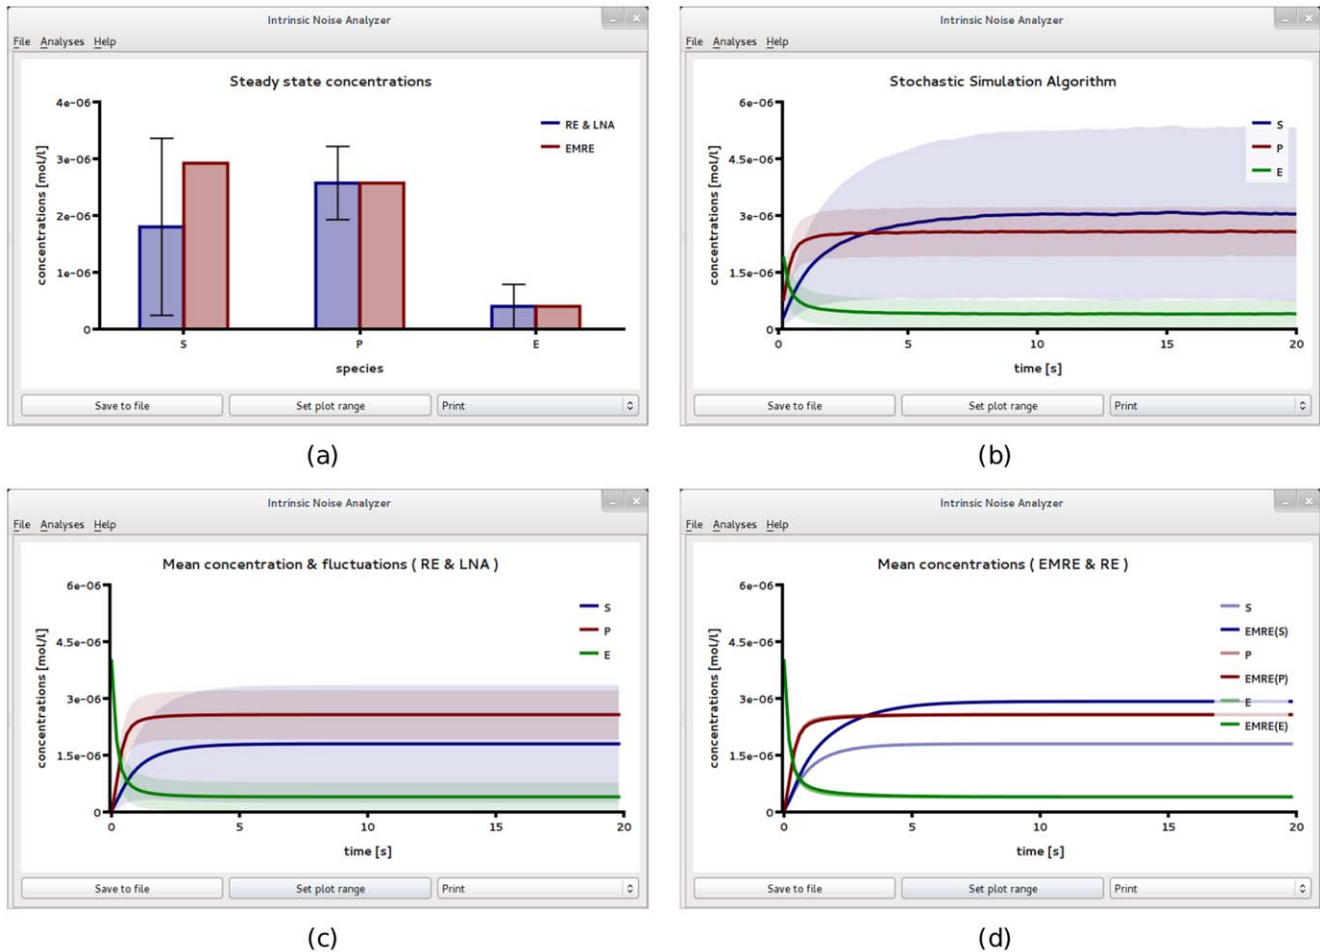 Intrinsic Noise Analyzer
File Analyses Help
Steady state concentrations
concentrations [mol/l]
4e-06
3e-06
2e-06
1e-06
0
RE & LNA
EMRE
S P E
species
Save to file Set plot range Print
(a)
Intrinsic Noise Analyzer
File Analyses Help
Stochastic Simulation Algorithm
concentrations [mol/l]
6e-06
4.5e-06
3e-06
1.5e-06
0
S
P
E
0 5 10 15 20
time [s]
Save to file Set plot range Print
(b)
Intrinsic Noise Analyzer
File Analyses Help
Mean concentration & fluctuations ( RE & LNA )
concentrations [mol/l]
6e-06
4.5e-06
3e-06
1.5e-06
0
S
P
E
0 5 10 15 20
time [s]
Save to file Set plot range Print
(c)
Intrinsic Noise Analyzer
File Analyses Help
Mean concentrations ( EMRE & RE )
concentrations [mol/l]
6e-06
4.5e-06
3e-06
1.5e-06
0
S
EMRE(S)
P
EMRE(P)
E
EMRE(E)
0 5 10 15 20
time [s]
Save to file Set plot range Print
(d)